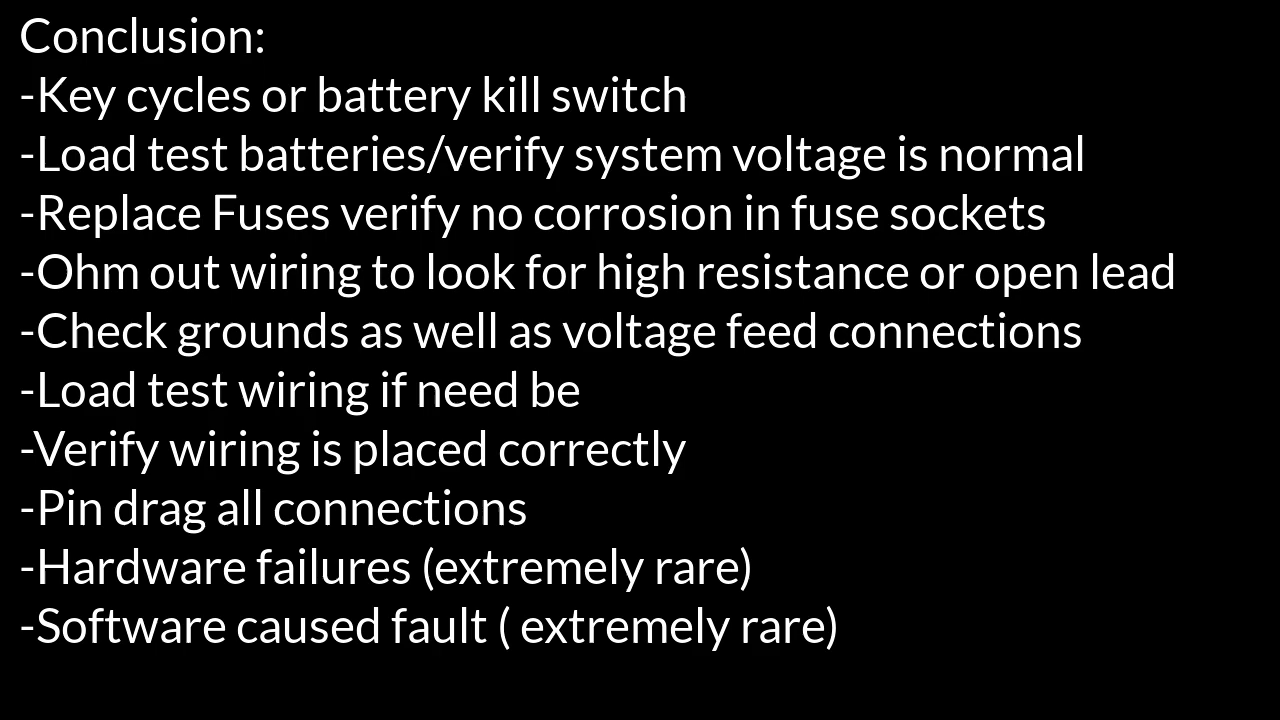 Conclusion:
-Key cycles or battery kill switch
-Load test batteries/verify system voltage is normal
-Replace Fuses verify no corrosion in fuse sockets
-Ohm out wiring to look for high resistance or open lead
-Check grounds as well as voltage feed connections
-Load test wiring if need be
-Verify wiring is placed correctly
-Pin drag all connections
-Hardware failures (extremely rare)
-Software caused fault ( extremely rare)